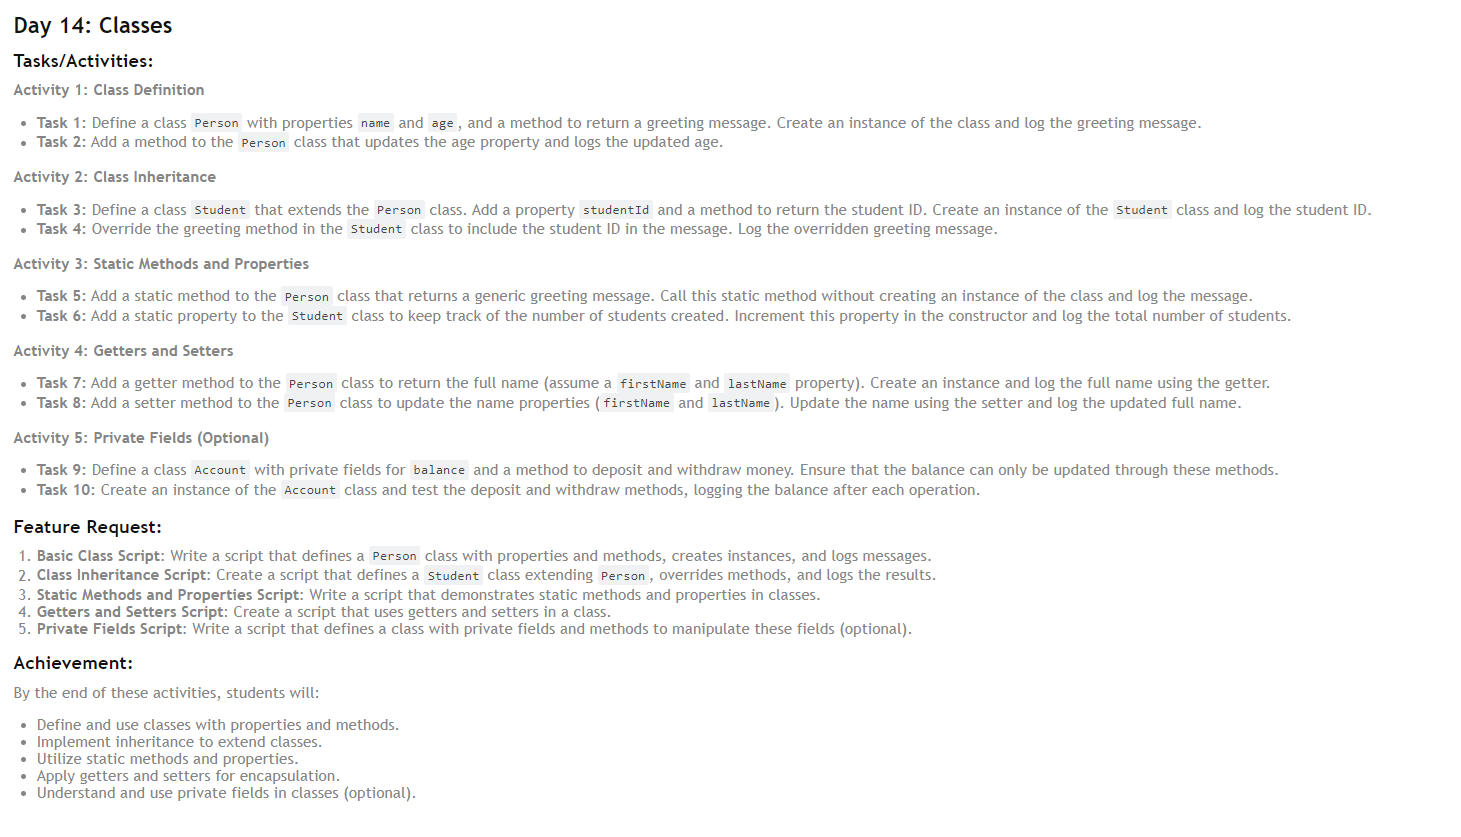 Day 14: Classes
Tasks/Activities:
Activity 1: Class Definition
Task 1: Define a class Person with properties name and age, and a method to return a greeting message. Create an instance of the class and log the greeting message.
Task 2: Add a method to the Person class that updates the age property and logs the updated age.
Activity 2: Class Inheritance
Task 3: Define a class Student that extends the Person class. Add a property studentId and a method to return the student ID. Create an instance of the Student class and log the student ID.
Task 4: Override the greeting method in the Student class to include the student ID in the message. Log the overridden greeting message.
Activity 3: Static Methods and Properties
Task 5: Add a static method to the Person class that returns a generic greeting message. Call this static method without creating an instance of the class and log the message.
Task 6: Add a static property to the Student class to keep track of the number of students created. Increment this property in the constructor and log the total number of students.
Activity 4: Getters and Setters
Task 7: Add a getter method to the Person class to return the full name (assume a firstName and lastName property). Create an instance and log the full name using the getter.
Task 8: Add a setter method to the Person class to update the name properties (firstName and lastName). Update the name using the setter and log the updated full name.
Activity 5: Private Fields (Optional)
Task 9: Define a class Account with private fields for balance and a method to deposit and withdraw money. Ensure that the balance can only be updated through these methods.
Task 10: Create an instance of the Account class and test the deposit and withdraw methods, logging the balance after each operation.
Feature Request:
1. Basic Class Script: Write a script that defines a Person class with properties and methods, creates instances, and logs messages.
2. Class Inheritance Script: Create a script that defines a Student class extending Person, overrides methods, and logs the results.
3. Static Methods and Properties Script: Write a script that demonstrates static methods and properties in classes.
4. Getters and Setters Script: Create a script that uses getters and setters in a class.
5. Private Fields Script: Write a script that defines a class with private fields and methods to manipulate these fields (optional).
Achievement:
By the end of these activities, students will:
Define and use classes with properties and methods.
Implement inheritance to extend classes.
Utilize static methods and properties.
Apply getters and setters for encapsulation.
Understand and use private fields in classes (optional).